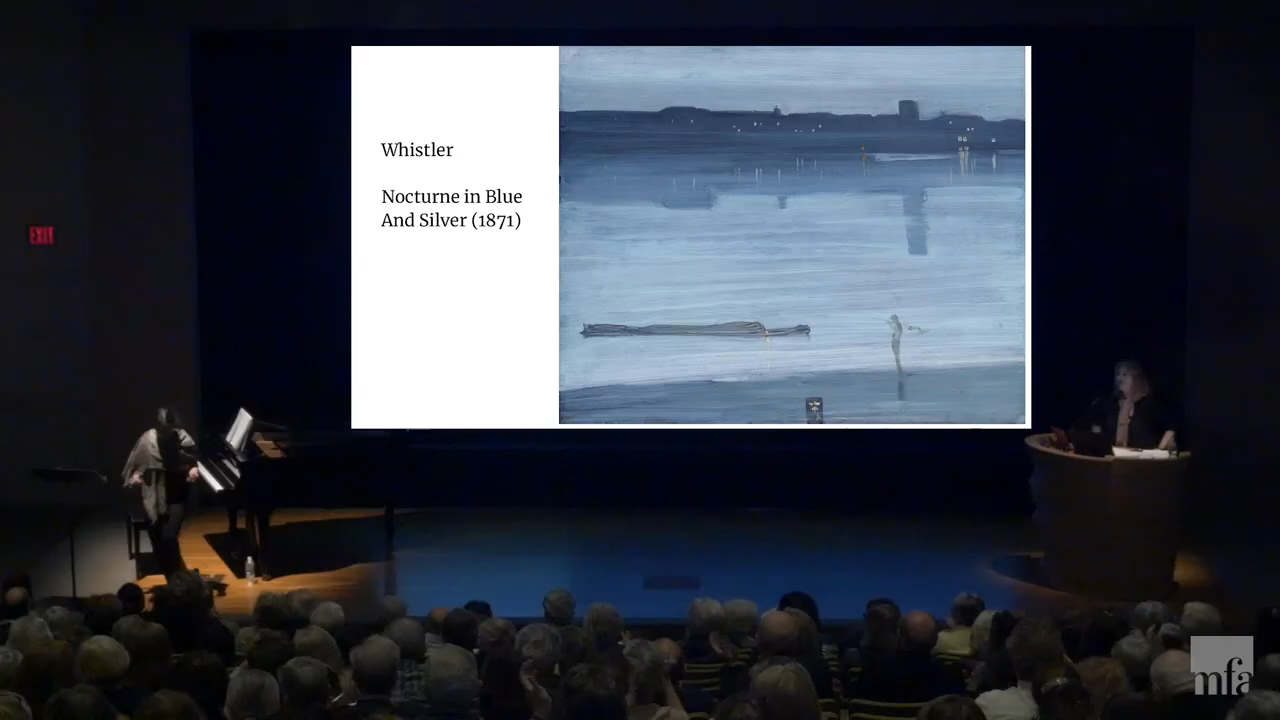 Whistler
Nocturne in Blue
And Silver (1871)
EXIT
mfa